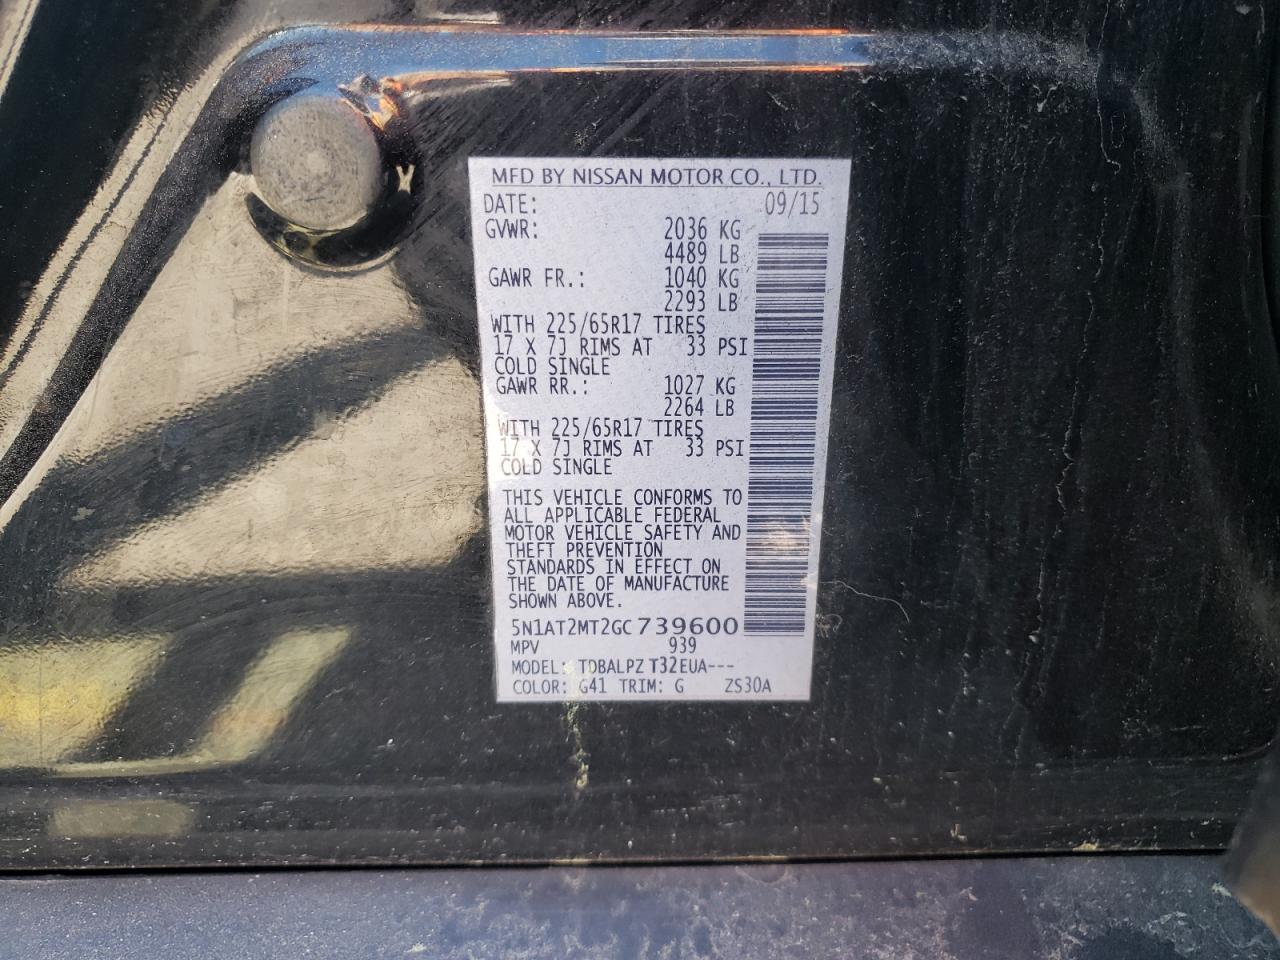 MFD BY NISSAN MOTOR CO., LTD.
DATE: 09/15
GVWR: 2036 KG
4489 LB
GAWR FR.: 1040 KG
2293 LB
WITH 225/65R17 TIRES
17 X 7J RIMS AT 33 PSI
COLD SINGLE
GAWR RR.: 1027 KG
2264 LB
WITH 225/65R17 TIRES
17 X 7J RIMS AT 33 PSI
COLD SINGLE
THIS VEHICLE CONFORMS TO
ALL APPLICABLE FEDERAL
MOTOR VEHICLE SAFETY AND
THEFT PREVENTION
STANDARDS IN EFFECT ON
THE DATE OF MANUFACTURE
SHOWN ABOVE.
5N1AT2MT2GC739600
MPV 939
MODEL: TDBALPZ T32EUA---
COLOR: G41 TRIM: G ZS30A